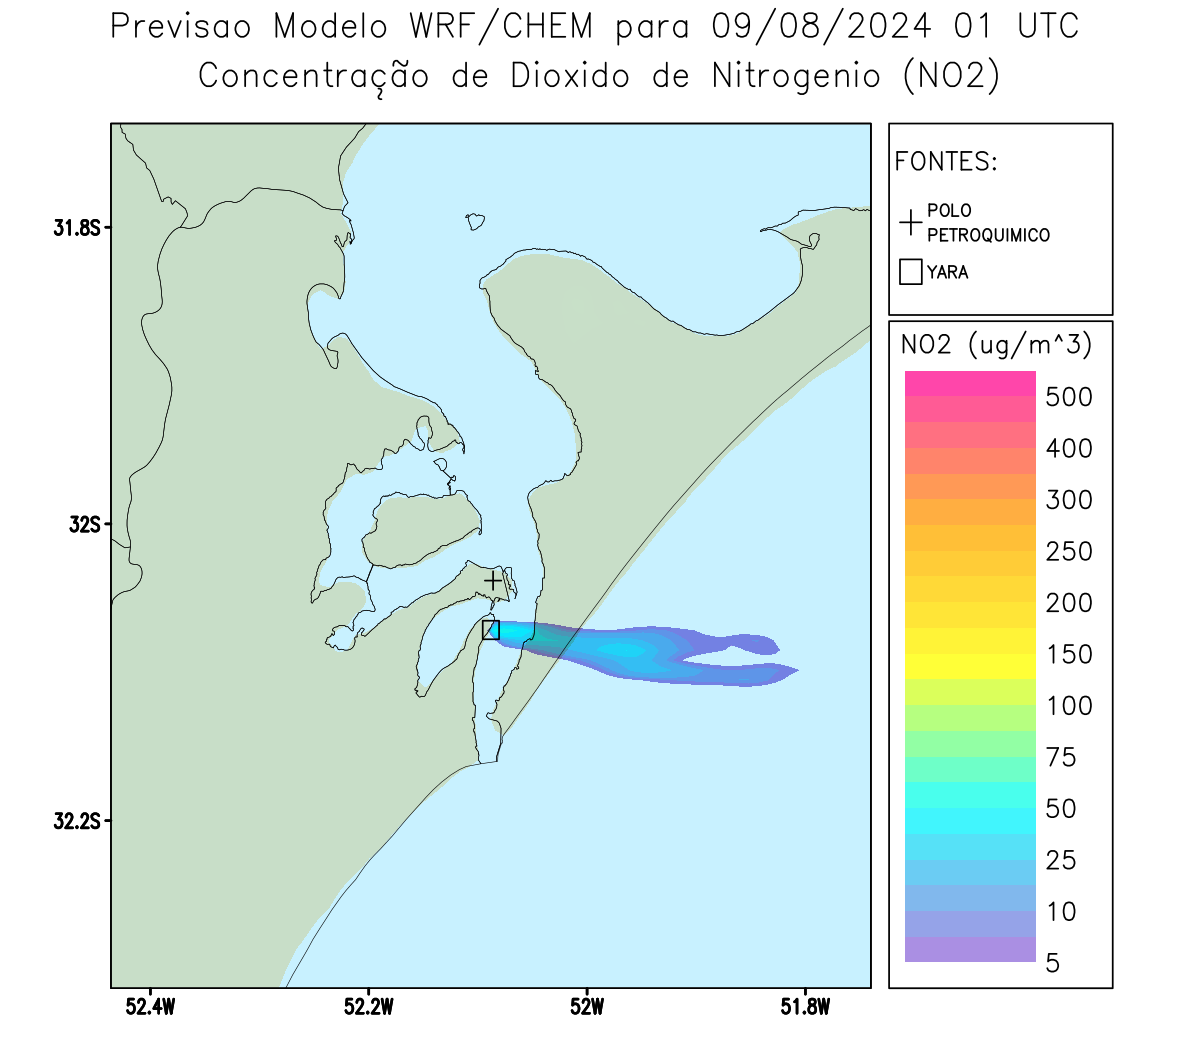 Previsao Modelo WRF/CHEM para 09/08/2024 01 UTC
Concentração de Dioxido de Nitrogenio (NO2)
FONTES:
POLO
PETROQUIMICO
YARA
NO2 (ug/m^3)
500
400
300
250
200
150
100
75
50
25
10
5
31.8S
32S
32.2S
52.4W
52.2W
52W
51.8W